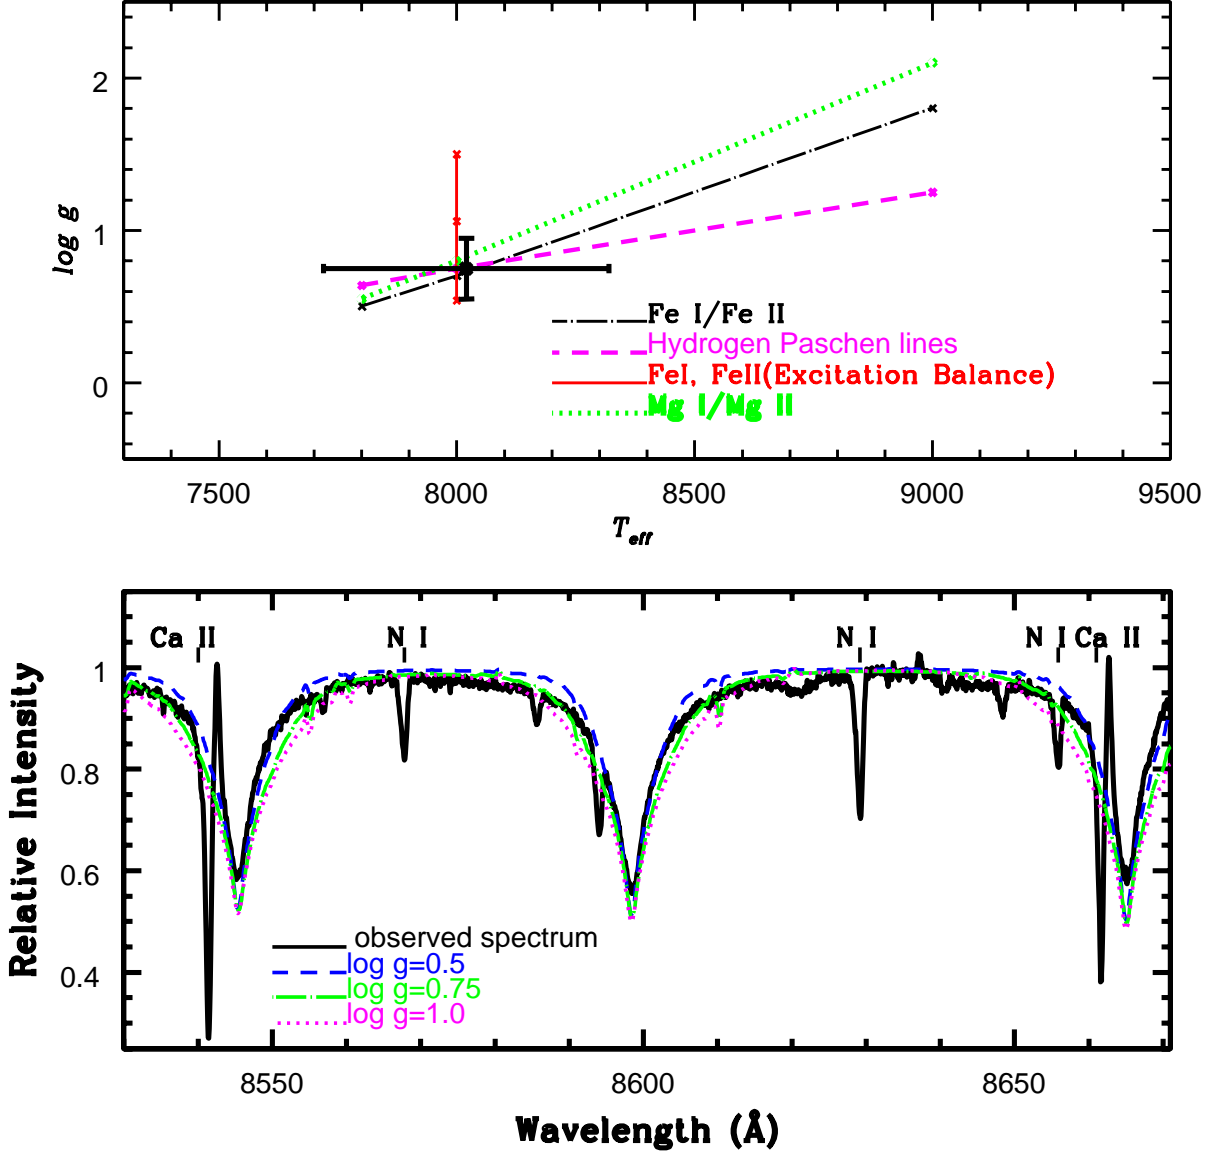 2
1
0
log g
Fe I/Fe II
Hydrogen Paschen lines
FeI, FeII(Excitation Balance)
Mg I/Mg II
7500 8000 8500 9000 9500
T_eff
Ca II N I N I N I Ca II
1
0.8
0.6
0.4
Relative Intensity
observed spectrum
log g=0.5
log g=0.75
log g=1.0
8550 8600 8650
Wavelength (Å)